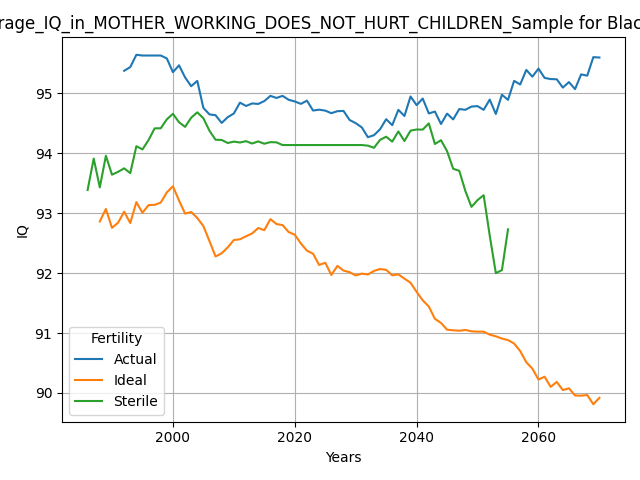 rage_IQ_in_MOTHER_WORKING_DOES_NOT_HURT_CHILDREN_Sample for Blac
IQ
95
94
93
92
91
90
Fertility
Actual
Ideal
Sterile
2000 2020 2040 2060
Years